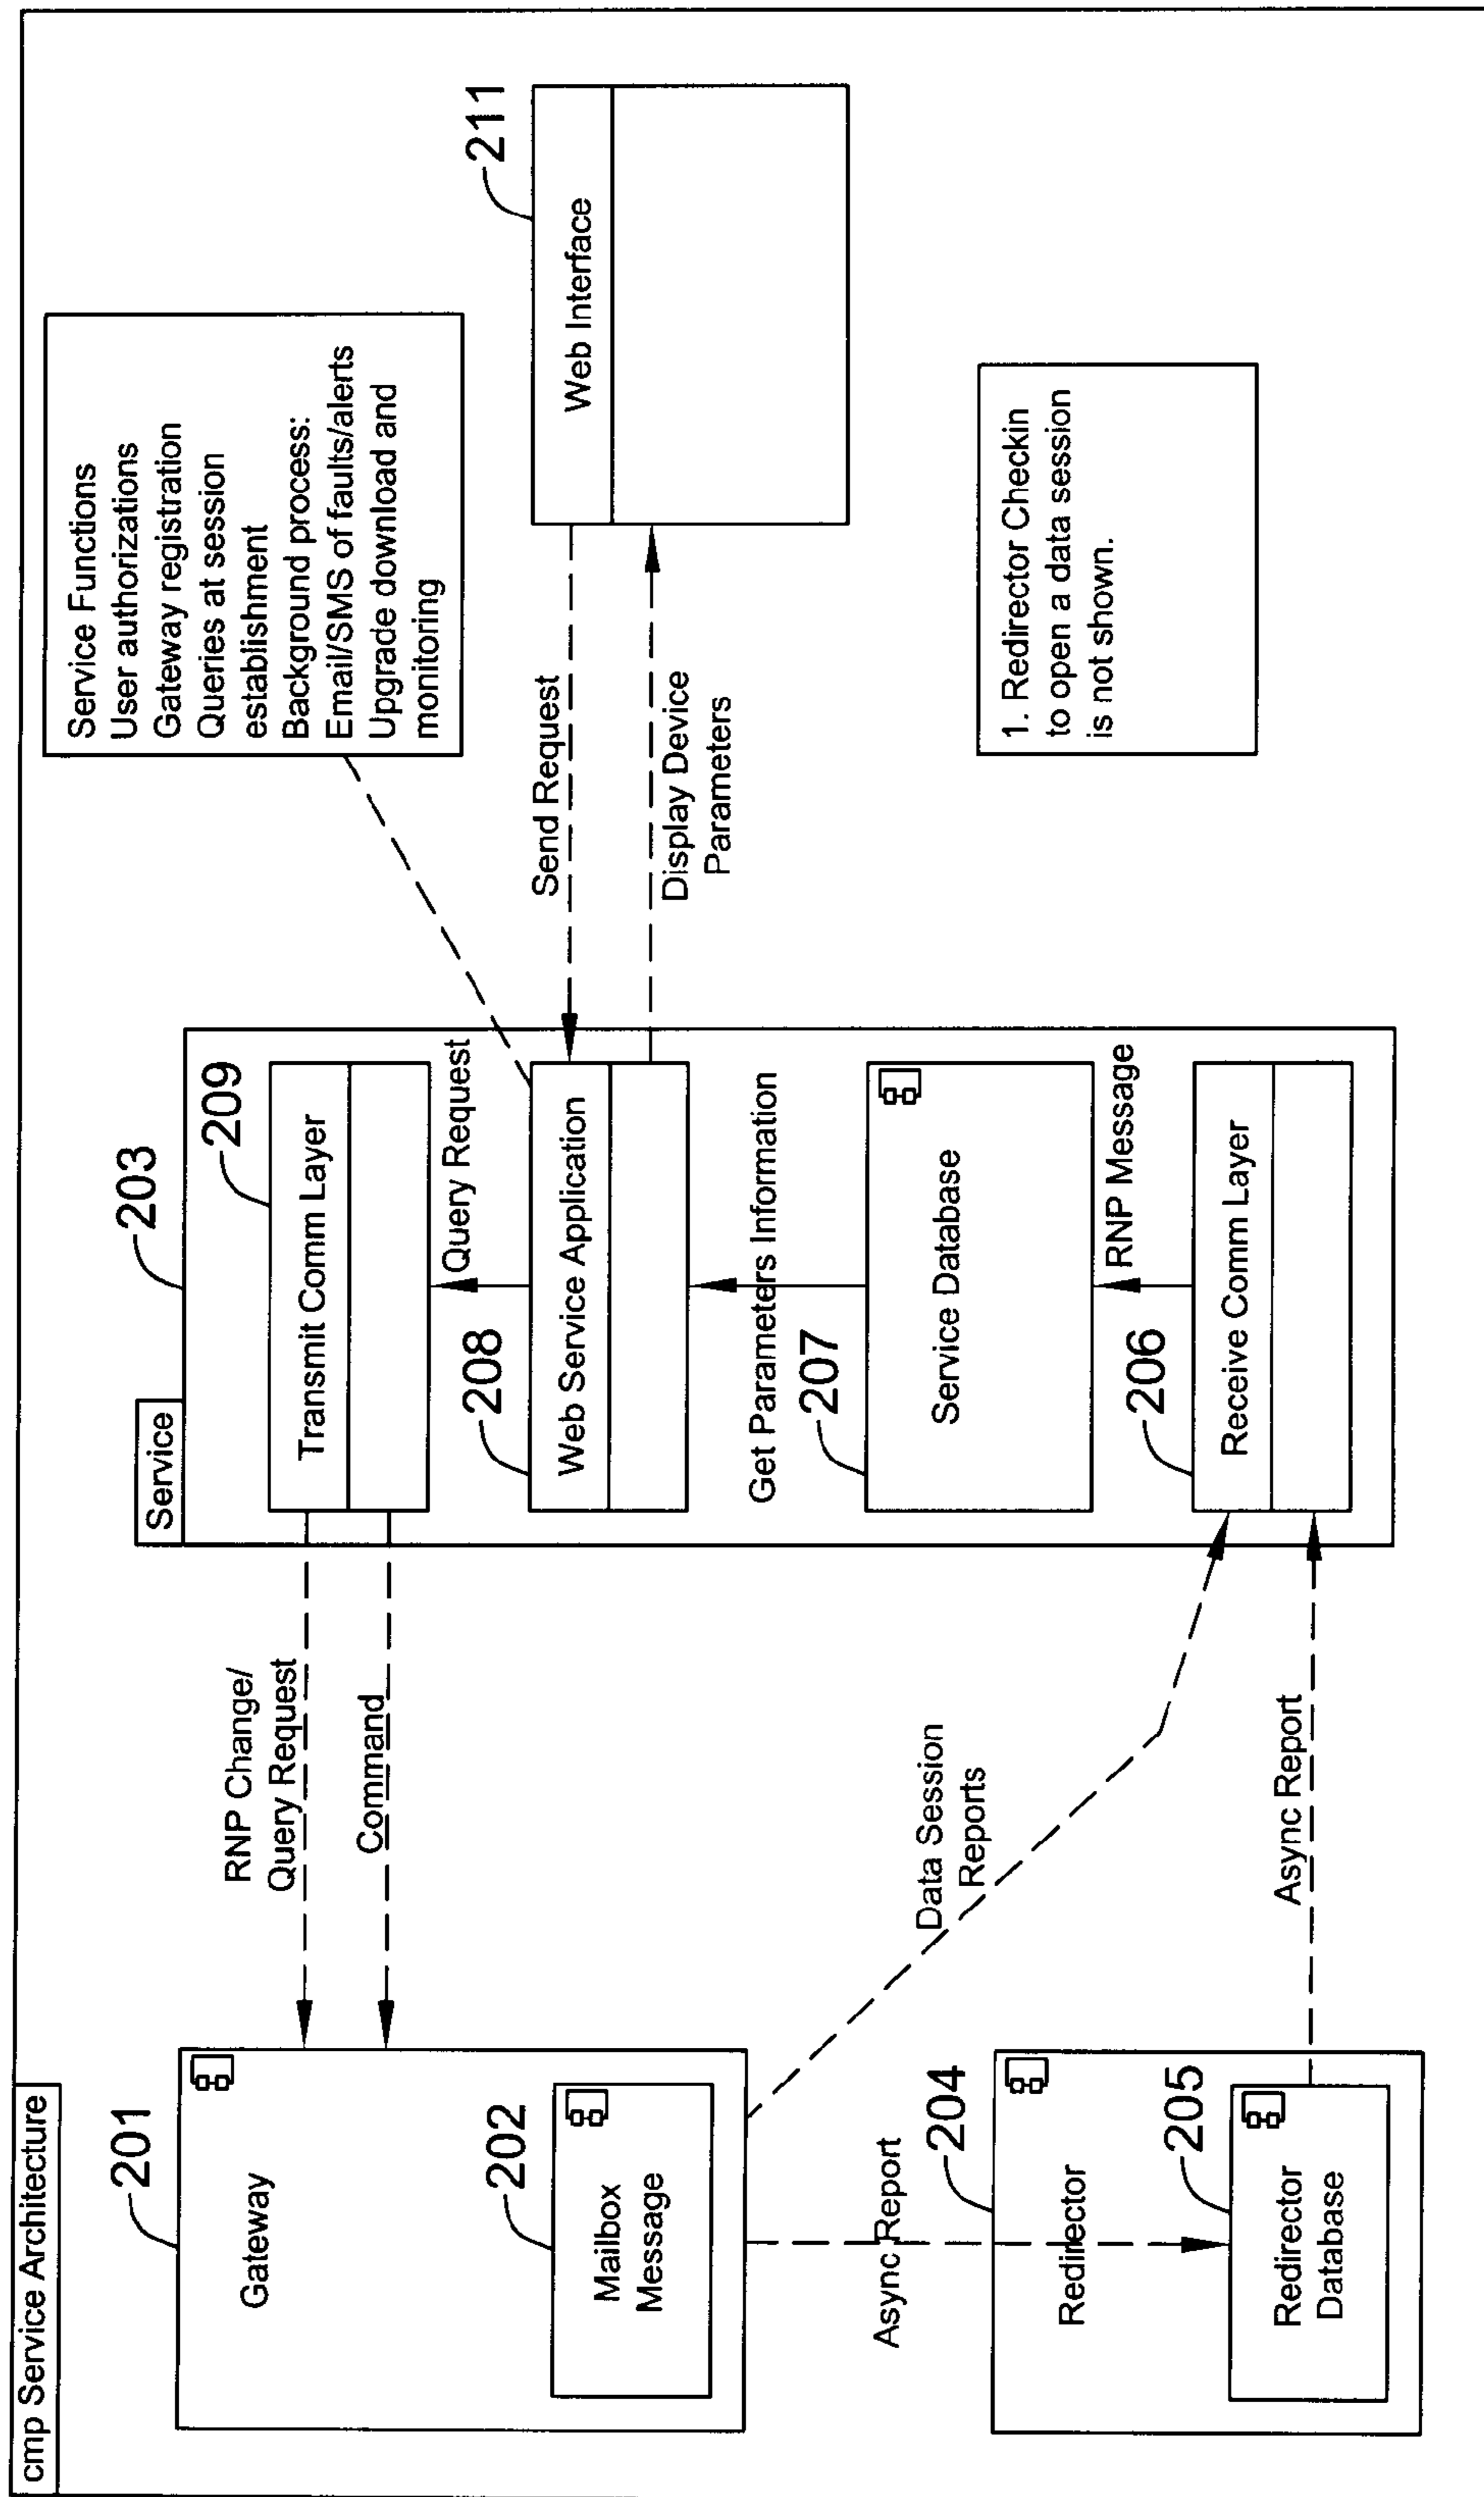 cmp Service Architecture
201
Gateway
202
Mailbox
Message
Async Report
204
Redirector
205
Redirector
Database
RNP Change/
Query Request
Command
Data Session
Reports
Async Report
Service
203
209
Transmit Comm Layer
Query Request
208
Web Service Application
Get Parameters Information
207
Service Database
RNP Message
206
Receive Comm Layer
Service Functions
User authorizations
Gateway registration
Queries at session
establishment
Background process:
Email/SMS of faults/alerts
Upgrade download and
monitoring
Send Request
Display Device
Parameters
211
Web Interface
1. Redirector Checkin
to open a data session
is not shown.